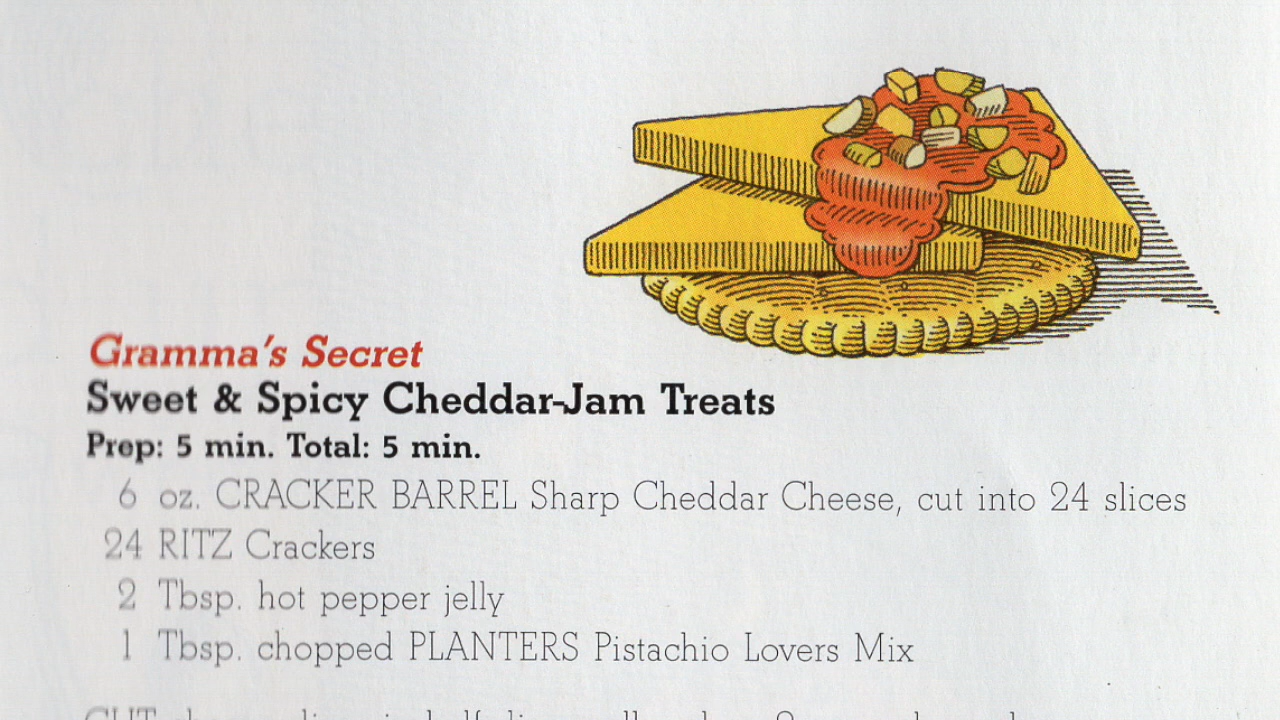 Gramma's Secret
Sweet & Spicy Cheddar-Jam Treats
Prep: 5 min. Total: 5 min.
6 oz. CRACKER BARREL Sharp Cheddar Cheese, cut into 24 slices
24 RITZ Crackers
2 Tbsp. hot pepper jelly
1 Tbsp. chopped PLANTERS Pistachio Lovers Mix
CUT